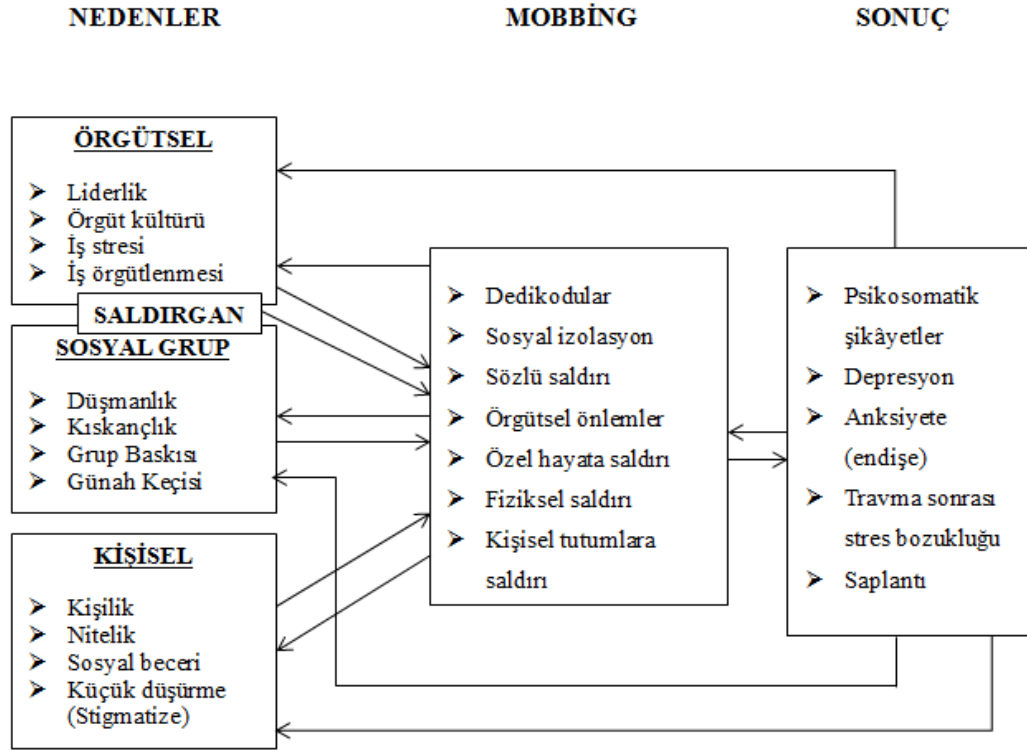 NEDENLER
MOBBİNG
SONUÇ
ÖRGÜTSEL
Liderlik
Örgüt kültürü
İş stresi
İş örgütlenmesi
SALDIRGAN
SOSYAL GRUP
Düşmanlık
Kıskançlık
Grup Baskısı
Günah Keçisi
KİŞİSEL
Kişilik
Nitelik
Sosyal beceri
Küçük düşürme
(Stigmatize)
Dedikodular
Sosyal izolasyon
Sözlü saldırı
Örgütsel önlemler
Özel hayata saldırı
Fiziksel saldırı
Kişisel tutumlara
saldırı
Psikosomatik
şikâyetler
Depresyon
Anksiyete
(endişe)
Travma sonrası
stres bozukluğu
Saplantı